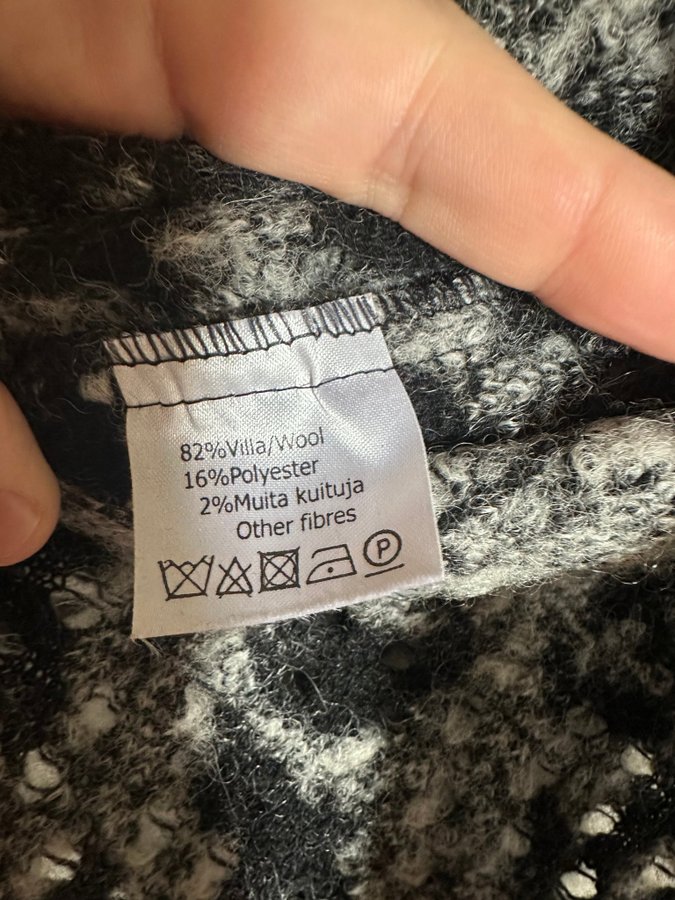 82%Villa/Wool
16%Polyester
2%Muita kuituja
Other fibres
P